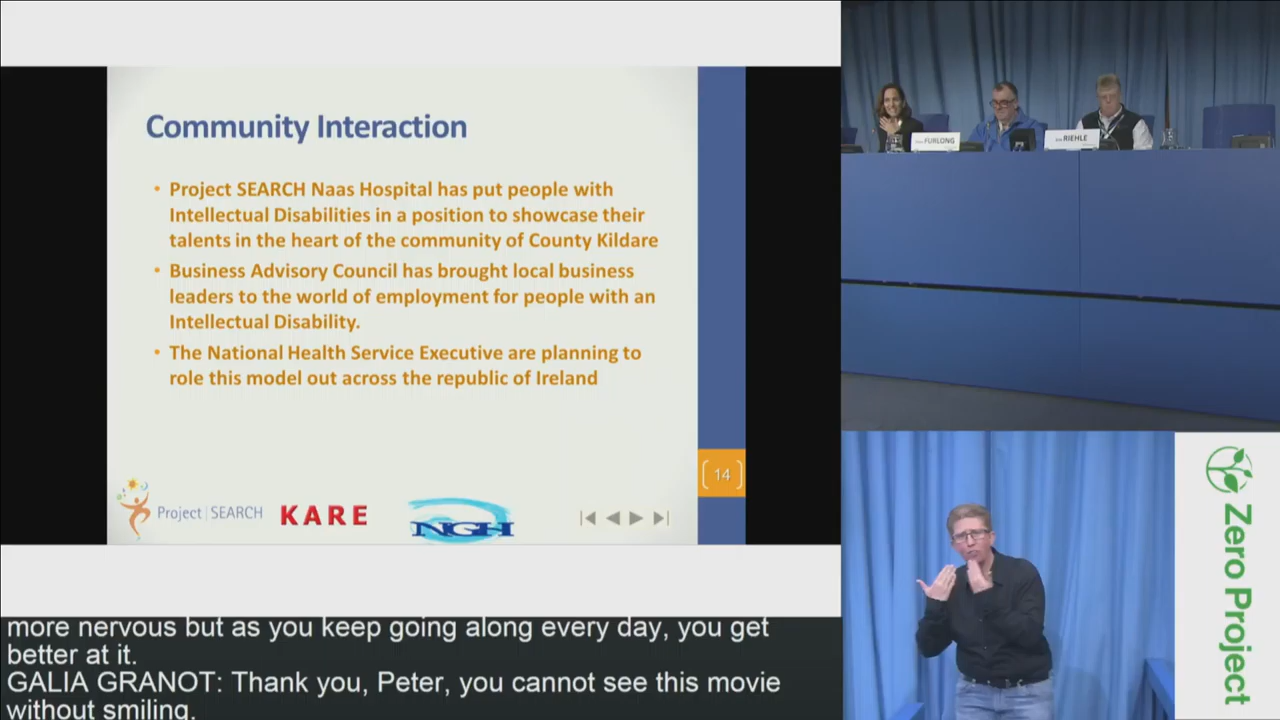 Community Interaction
• Project SEARCH Naas Hospital has put people with
Intellectual Disabilities in a position to showcase their
talents in the heart of the community of County Kildare
• Business Advisory Council has brought local business
leaders to the world of employment for people with an
Intellectual Disability.
• The National Health Service Executive are planning to
role this model out across the republic of Ireland
[14]
Project | SEARCH
KARE
NGH
FURLONG
RIEHLE
more nervous but as you keep going along every day, you get
better at it.
GALIA GRANOT: Thank you, Peter, you cannot see this movie
without smiling.
Zero Project